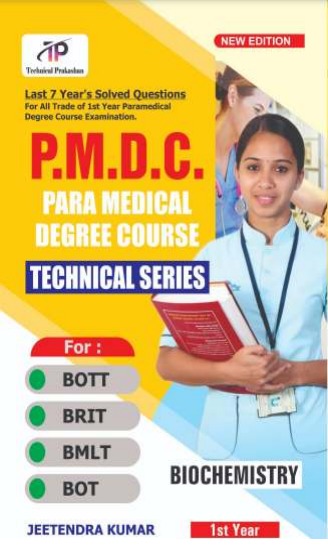 NEW EDITION
TP
Technical Prakashan
Last 7 Year's Solved Questions
For All Trade of 1st Year Paramedical
Degree Course Examination.
P.M.D.C.
PARA MEDICAL
DEGREE COURSE
TECHNICAL SERIES
For :
BOTT
BRIT
BMLT
BOT
BIOCHEMISTRY
JEETENDRA KUMAR
1st Year